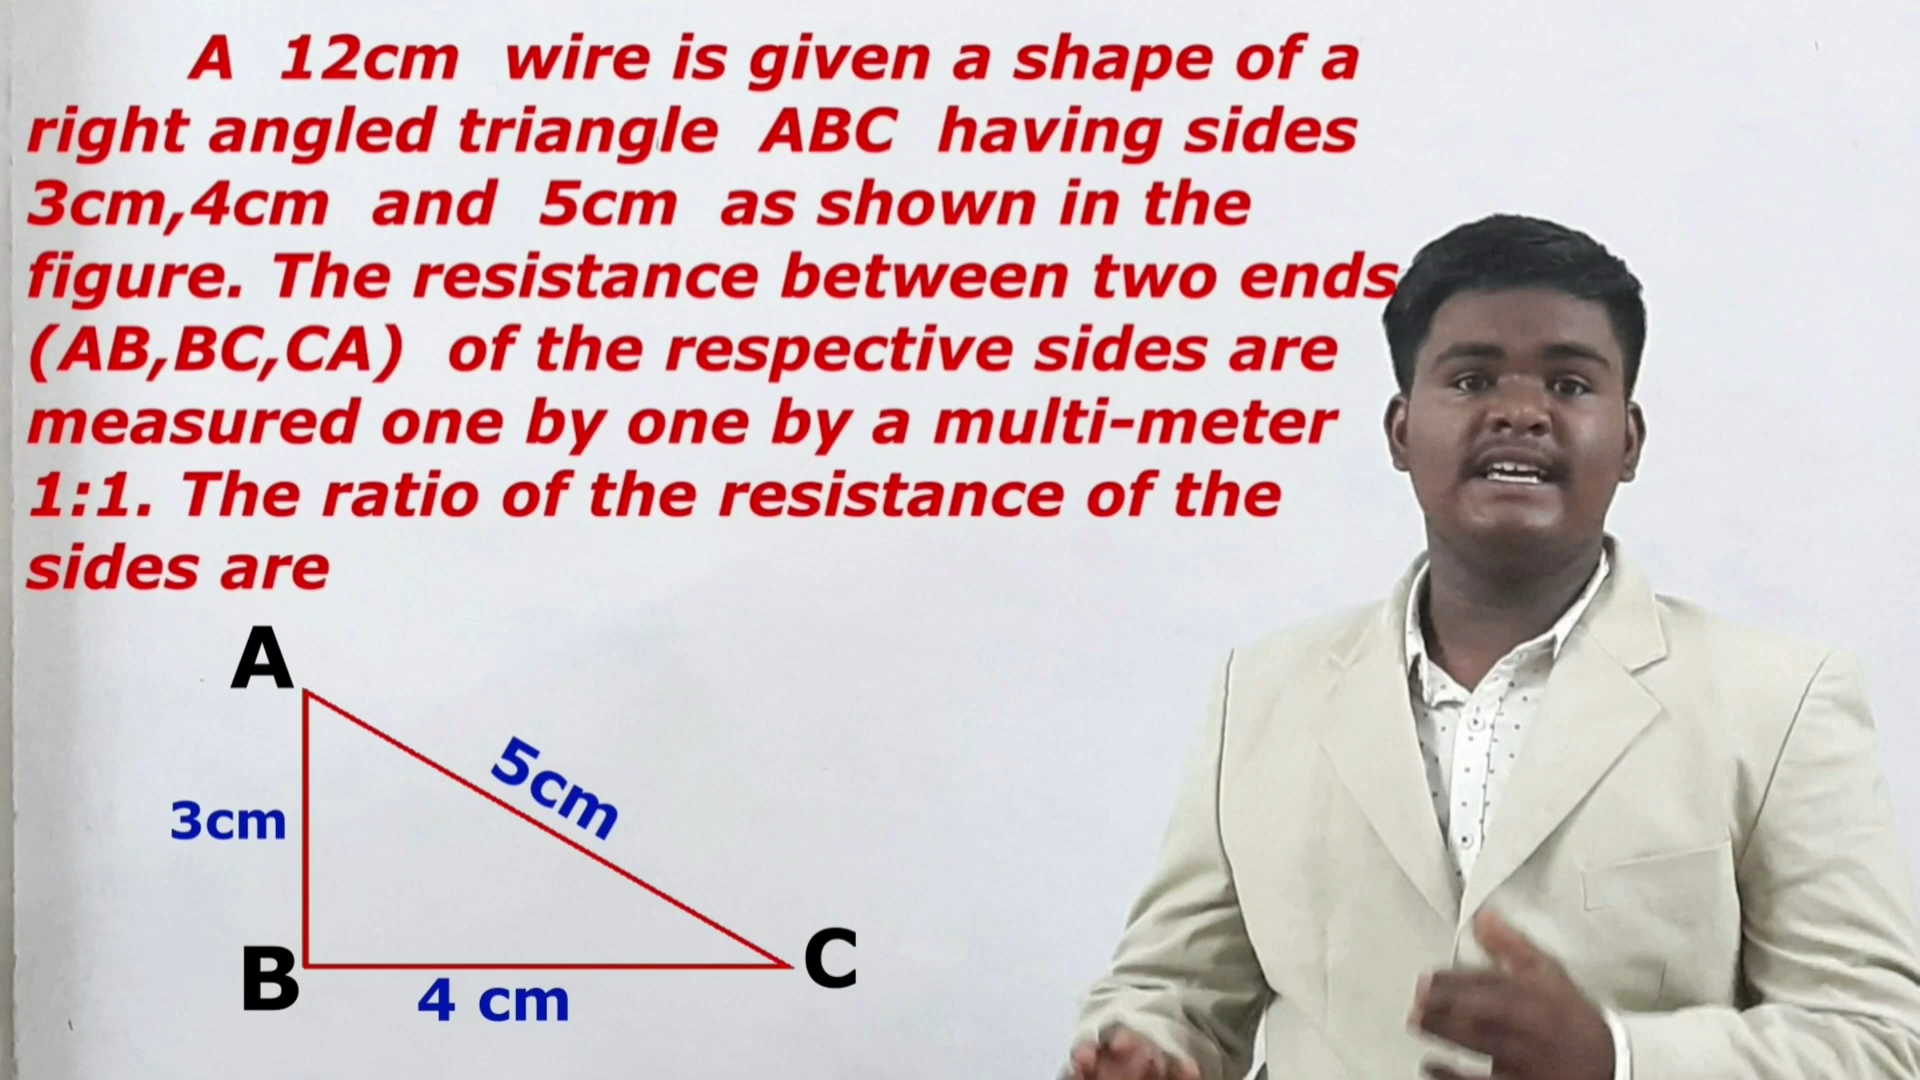 A 12cm wire is given a shape of a
right angled triangle ABC having sides
3cm,4cm and 5cm as shown in the
figure. The resistance between two ends
(AB,BC,CA) of the respective sides are
measured one by one by a multi-meter
1:1. The ratio of the resistance of the
sides are
A
5cm
3cm
B
4 cm
C